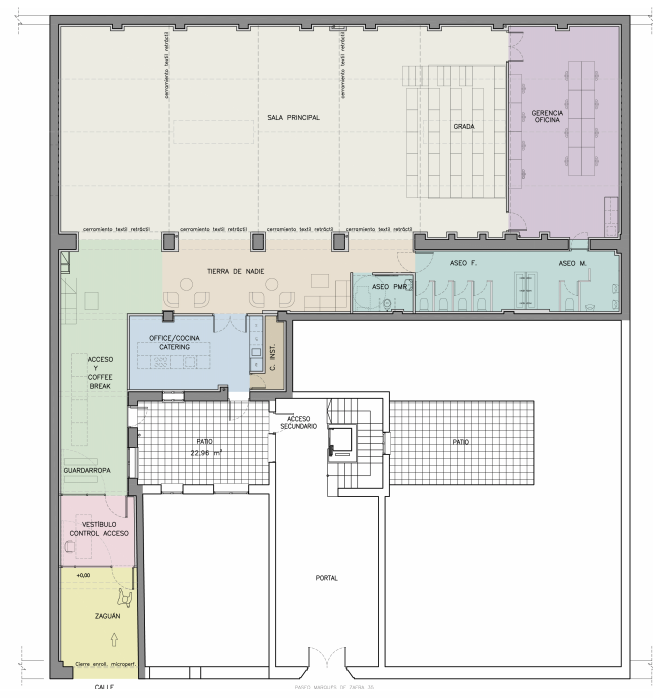 cerramiento textil retráctil
cerramiento textil retráctil
SALA PRINCIPAL
GRADA
GERENCIA
OFICINA
cerramiento textil retráctil
cerramiento textil retráctil
cerramiento textil retráctil
cerramiento textil retráctil
TIERRA DE NADIE
ASEO F.
ASEO M.
ASEO PMR
OFFICE/COCINA
CATERING
C. INST.
ACCESO
Y
COFFEE
BREAK
ACCESO
SECUNDARIO
PATIO
22,96 m²
PATIO
GUARDARROPA
VESTÍBULO
CONTROL ACCESO
+0,00
PORTAL
ZAGUÁN
Cierre enroll. microperf.
CALLE
PASEO MARQUÉS DE ZAFRA 35